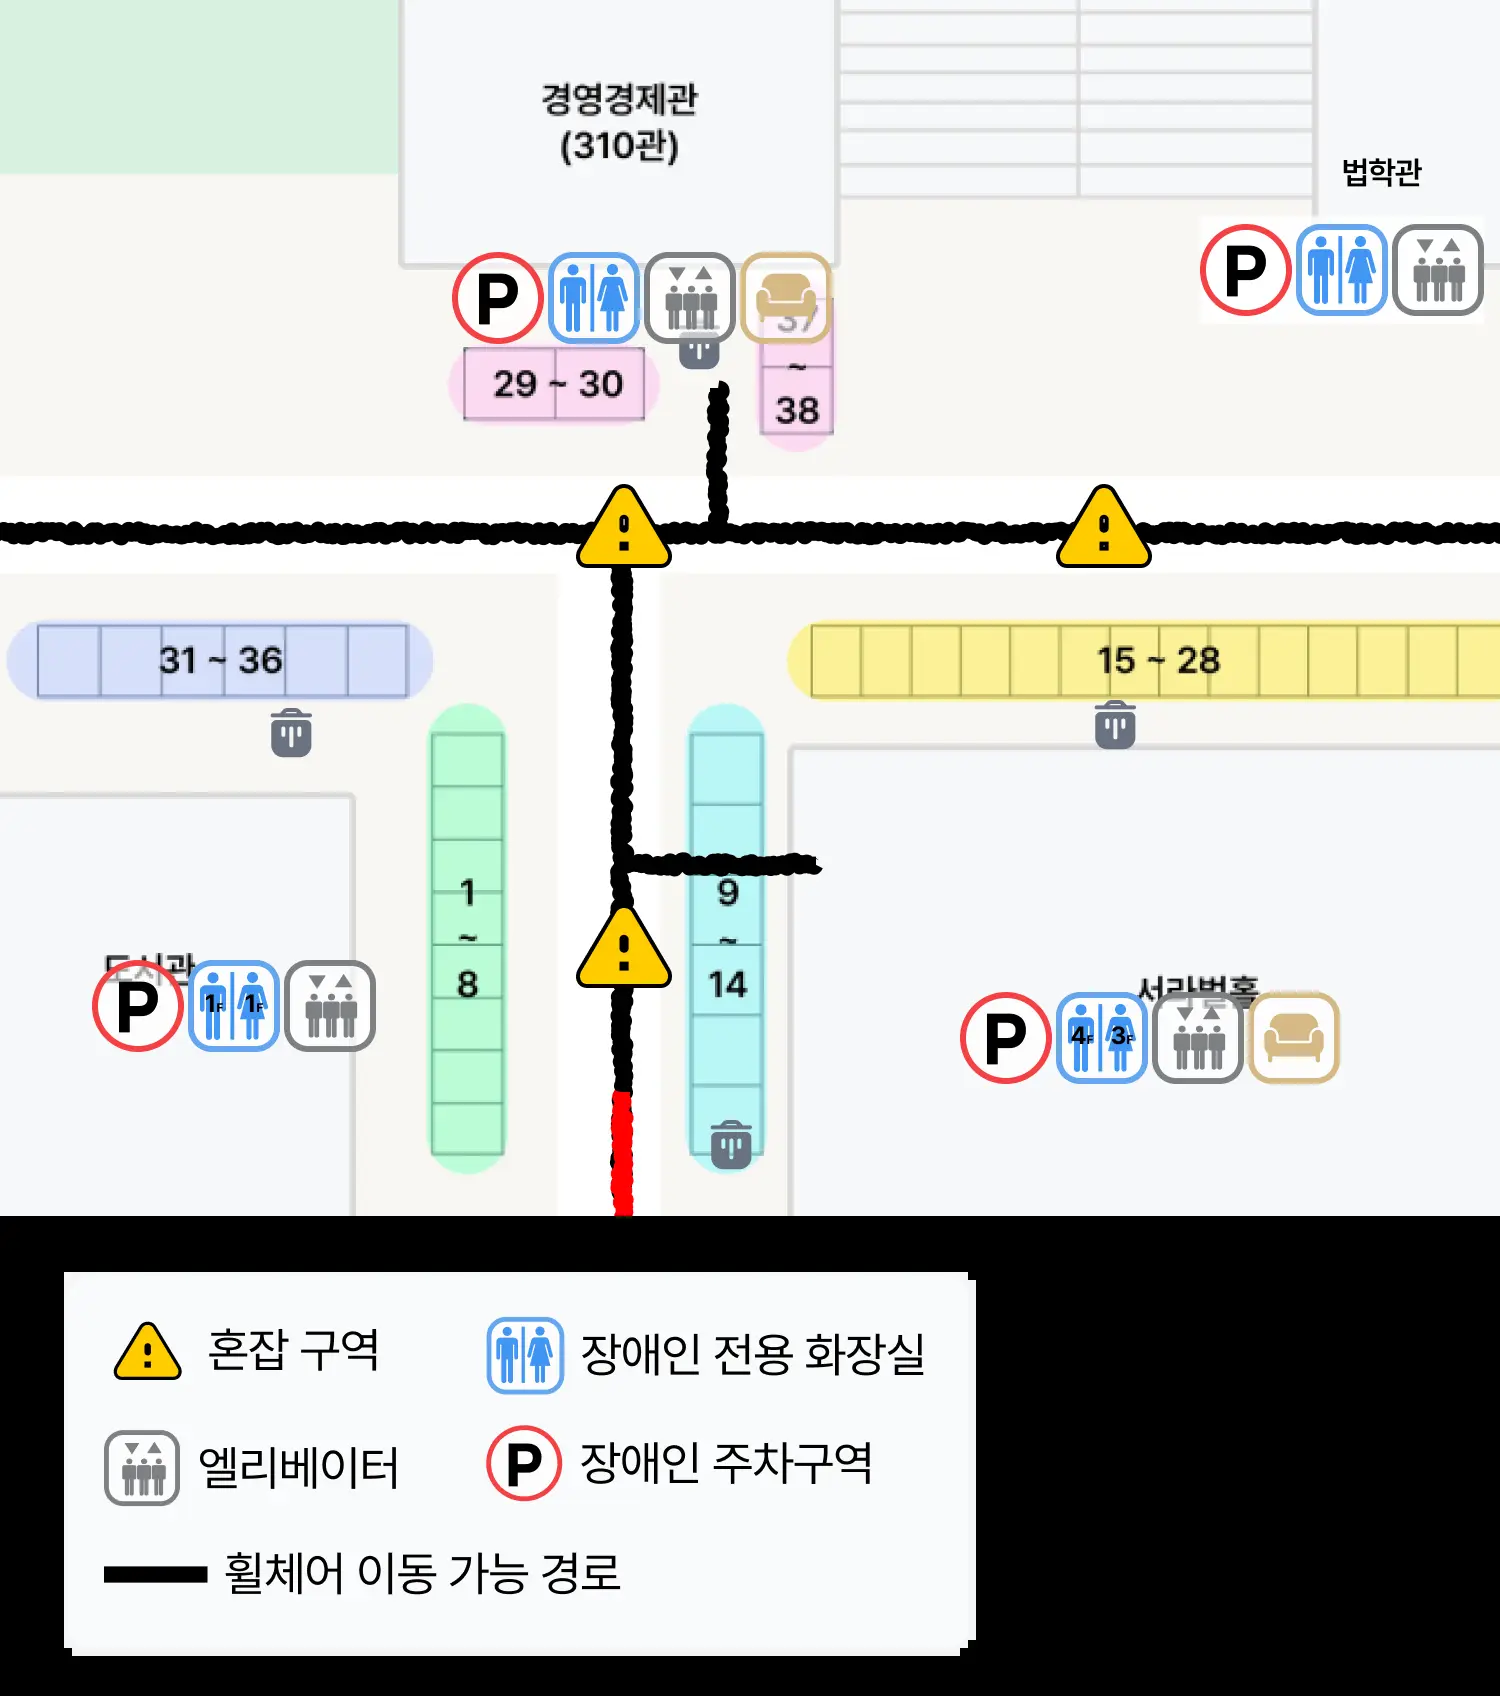 경영경제관
(310관)
법학관
P
P
37
~
38
29 ~ 30
31 ~ 36
15 ~ 28
1
~
8
9
~
14
도서관
P
1F 1F
서라벌홀
P
4F 3F
혼잡 구역
장애인 전용 화장실
엘리베이터
P
장애인 주차구역
휠체어 이동 가능 경로